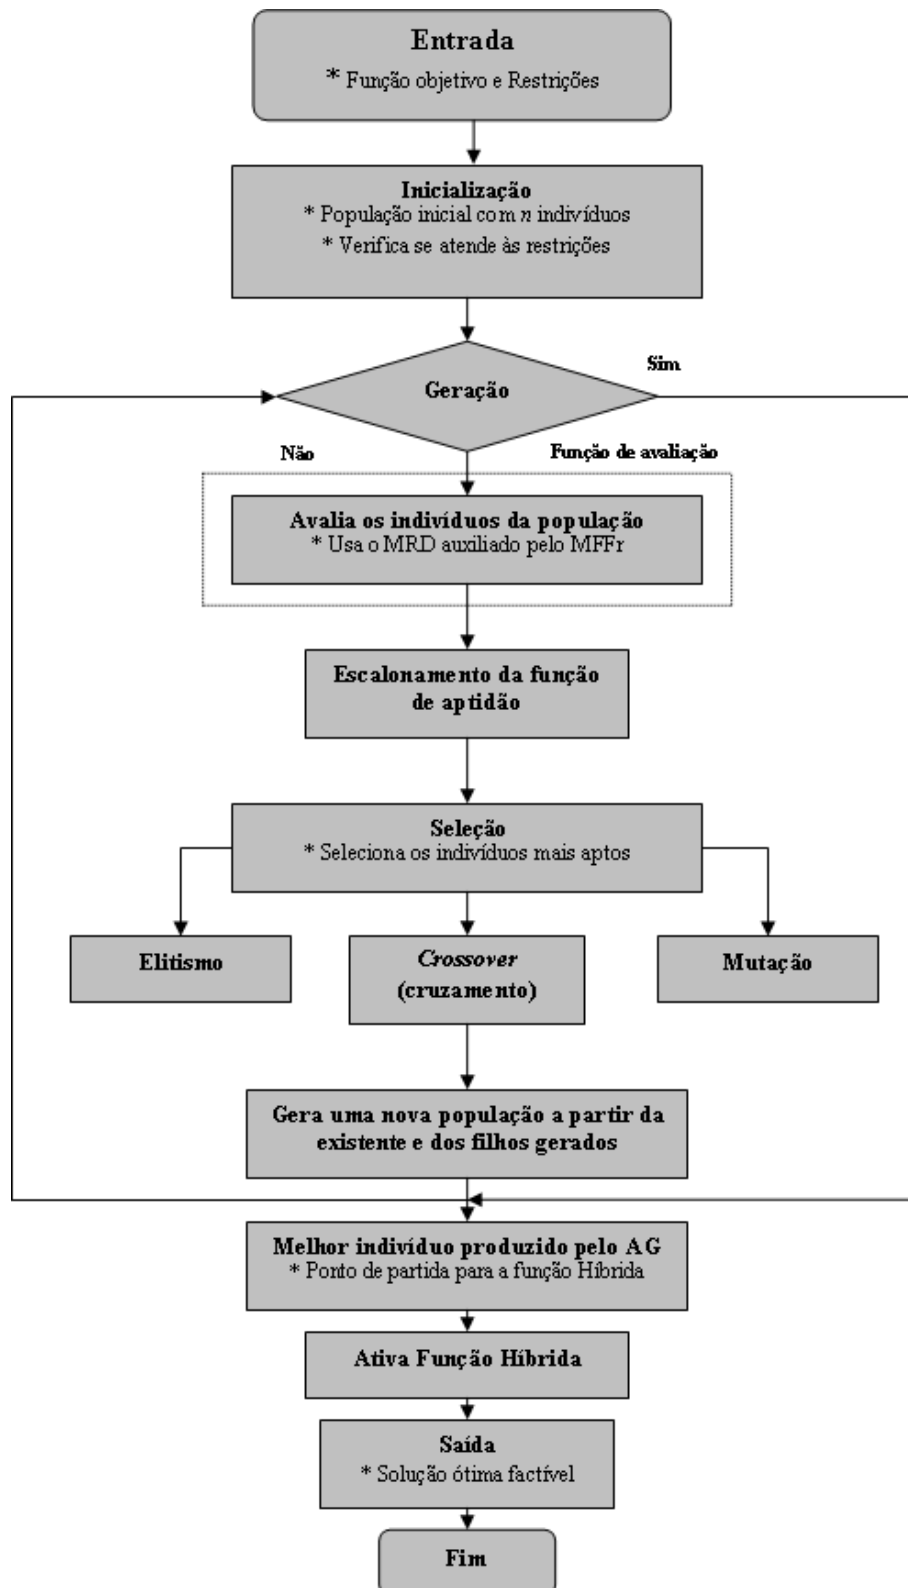 Entrada
* Função objetivo e Restrições
Inicialização
* População inicial com n indivíduos
* Verifica se atende às restrições
Sim
Geração
Não
Função de avaliação
Avalia os indivíduos da população
* Usa o MRD auxiliado pelo MFFr
Escalonamento da função
de aptidão
Seleção
* Seleciona os indivíduos mais aptos
Elitismo
Crossover
(cruzamento)
Mutação
Gera uma nova população a partir da
existente e dos filhos gerados
Melhor indivíduo produzido pelo AG
* Ponto de partida para a função Híbrida
Ativa Função Híbrida
Saída
* Solução ótima factível
Fim